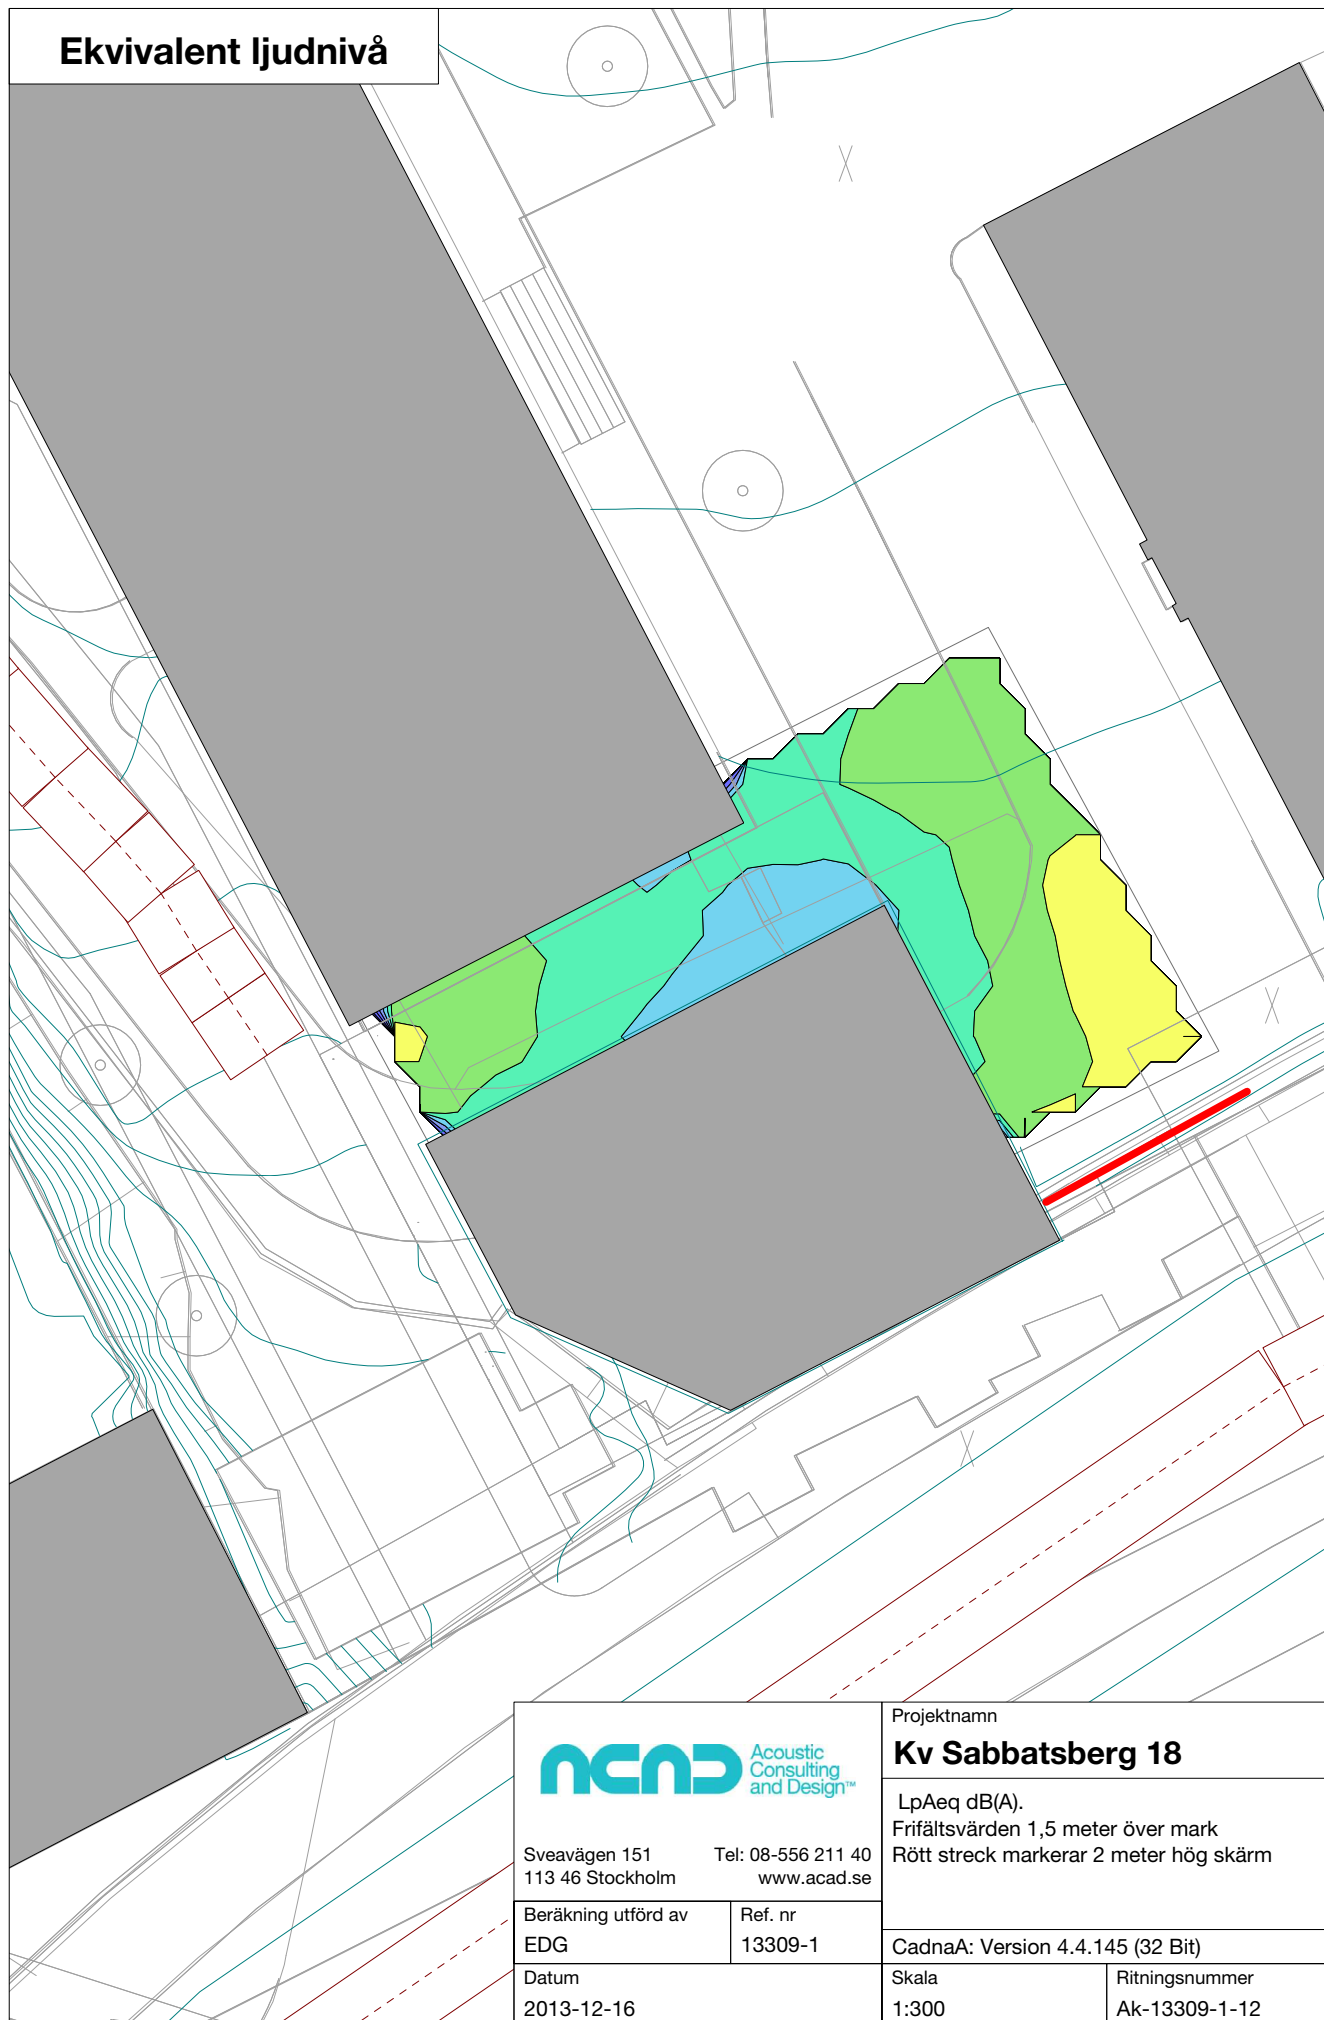 Ekvivalent ljudnivå
ACAD
Acoustic
Consulting
and Design™
Sveavägen 151
113 46 Stockholm
Tel: 08-556 211 40
www.acad.se
Beräkning utförd av
EDG
Ref. nr
13309-1
Datum
2013-12-16
Projektnamn
Kv Sabbatsberg 18
LpAeq dB(A).
Frifältsvärden 1,5 meter över mark
Rött streck markerar 2 meter hög skärm
CadnaA: Version 4.4.145 (32 Bit)
Skala
1:300
Ritningsnummer
Ak-13309-1-12